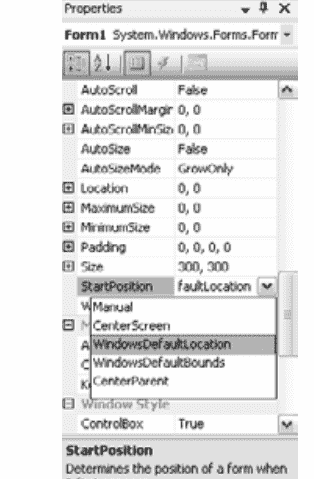 Properties
Form1 System.Windows.Forms.Form
AutoScroll False
AutoScrollMargin 0, 0
AutoScrollMinSize 0, 0
AutoSize False
AutoSizeMode GrowOnly
Location 0, 0
MaximumSize 0, 0
MinimumSize 0, 0
Padding 0, 0, 0, 0
Size 300, 300
StartPosition faultLocation
W Manual
M CenterScreen
A WindowsDefaultLocation
C WindowsDefaultBounds
K CenterParent
Window Style
ControlBox True
StartPosition
Determines the position of a form when